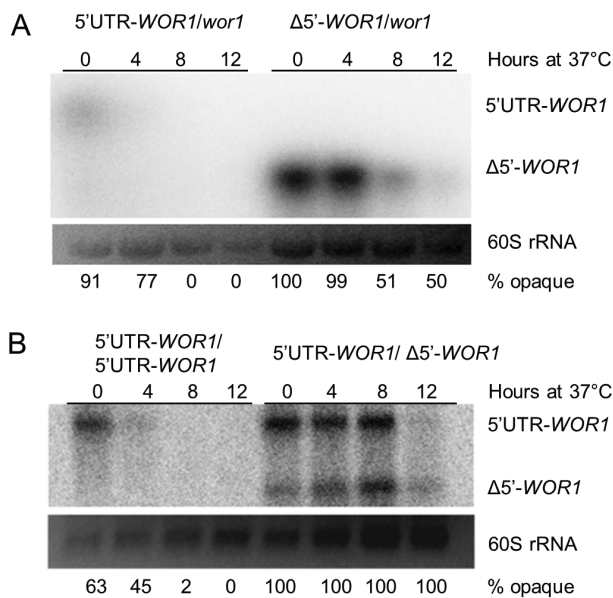 A
5'UTR-WOR1/wor1 Δ5'-WOR1/wor1
0 4 8 12 0 4 8 12 Hours at 37°C
5'UTR-WOR1
Δ5'-WOR1
60S rRNA
91 77 0 0 100 99 51 50 % opaque
B
5'UTR-WOR1/
5'UTR-WOR1
5'UTR-WOR1/ Δ5'-WOR1
0 4 8 12 0 4 8 12 Hours at 37°C
5'UTR-WOR1
Δ5'-WOR1
60S rRNA
63 45 2 0 100 100 100 100 % opaque